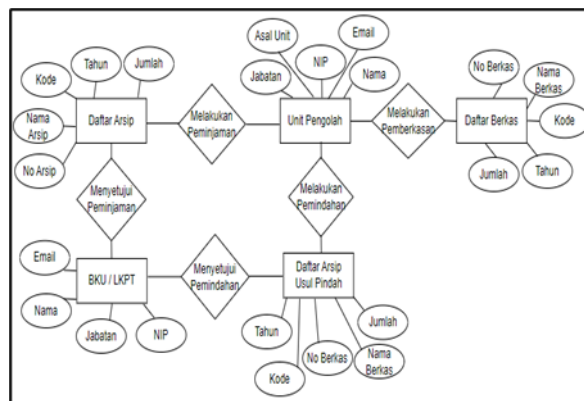 Asal Unit
Email
Tahun
NIP
No Berkas
Kode
Jumlah
Jabatan
Nama
Nama
Berkas
Nama
Arsip
Daftar Arsip
Melakukan
Peminjaman
Unit Pengolah
Melakukan
Pemberkasan
Daftar Berkas
Kode
No Arsip
Jumlah
Tahun
Menyetujui
Peminjaman
Melakukan
Pemindahan
Email
BKU / LKPT
Menyetujui
Pemindahan
Daftar Arsip
Usul Pindah
Nama
Jabatan
NIP
Tahun
Jumlah
No Berkas
Nama
Berkas
Kode